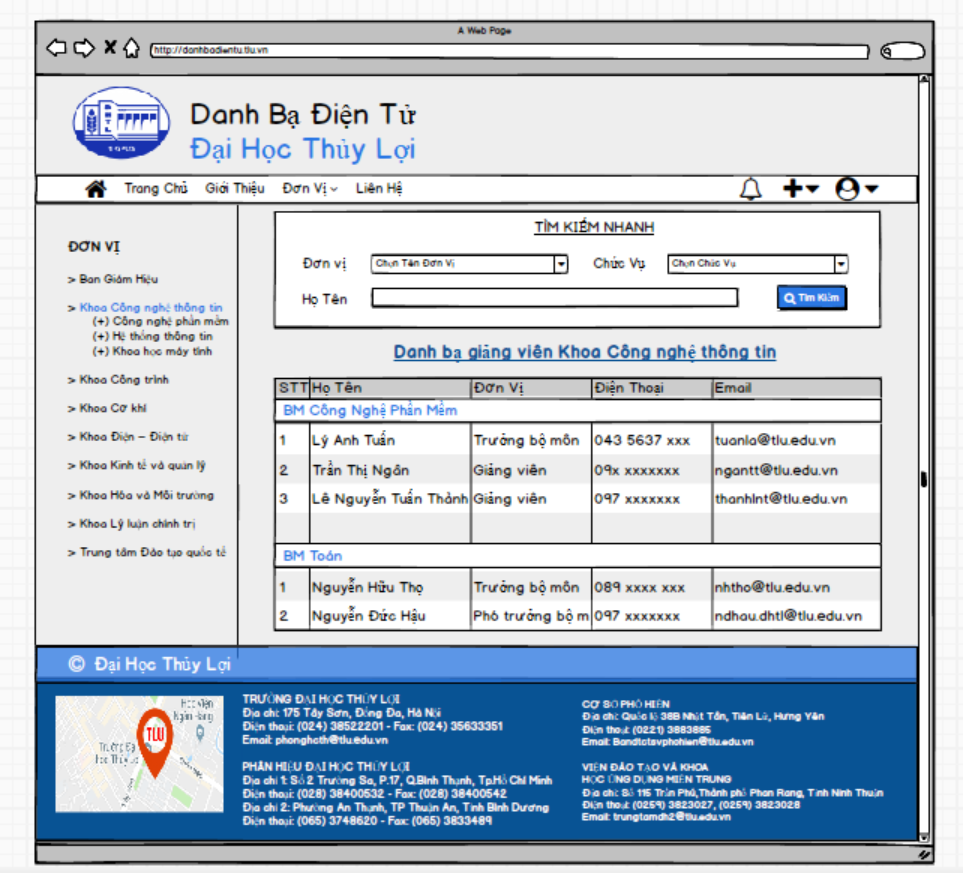 A Web Page
http://danhbadientu.tlu.vn
1959
Danh Bạ Điện Tử
Đại Học Thủy Lợi
Trang Chủ Giới Thiệu Đơn Vị Liên Hệ
ĐƠN VỊ
> Ban Giám Hiệu
> Khoa Công nghệ thông tin
(+) Công nghệ phần mềm
(+) Hệ thống thông tin
(+) Khoa học máy tính
> Khoa Công trình
> Khoa Cơ khí
> Khoa Điện – Điện tử
> Khoa Kinh tế và quản lý
> Khoa Hóa và Môi trường
> Khoa Lý luận chính trị
> Trung tâm Đào tạo quốc tế
TÌM KIẾM NHANH
Đơn vị Chọn Tên Đơn Vị Chức Vụ Chọn Chức Vụ
Họ Tên Tìm Kiếm
Danh bạ giảng viên Khoa Công nghệ thông tin
STT Họ Tên Đơn Vị Điện Thoại Email
BM Công Nghệ Phần Mềm
1 Lý Anh Tuấn Trưởng bộ môn 043 5637 xxx tuanla@tlu.edu.vn
2 Trần Thị Ngân Giảng viên 09x xxxxxxx ngantt@tlu.edu.vn
3 Lê Nguyễn Tuấn Thành Giảng viên 097 xxxxxxx thanhlnt@tlu.edu.vn
BM Toán
1 Nguyễn Hữu Thọ Trưởng bộ môn 089 xxxx xxx nhtho@tlu.edu.vn
2 Nguyễn Đức Hậu Phó trưởng bộ m 097 xxxxxxx ndhau.dhtl@tlu.edu.vn
© Đại Học Thủy Lợi
Học viện
Ngân hàng
TLU
TRƯỜNG ĐẠI HỌC THỦY LỢI
Địa chỉ: 175 Tây Sơn, Đống Đa, Hà Nội
Điện thoại: (024) 38522201 - Fax: (024) 35633351
Email: phonghcth@tlu.edu.vn
PHÂN HIỆU ĐẠI HỌC THỦY LỢI
Địa chỉ 1: Số 2 Trường Sa, P.17, Q.Bình Thạnh, Tp.Hồ Chí Minh
Điện thoại: (028) 38400532 - Fax: (028) 38400542
Địa chỉ 2: Phường An Thạnh, TP Thuận An, Tỉnh Bình Dương
Điện thoại: (065) 3748620 - Fax: (065) 3833489
CƠ SỞ PHỐ HIẾN
Địa chỉ: Quốc lộ 38B Nhật Tân, Tiên Lữ, Hưng Yên
Điện thoại: (0221) 3883885
Email: Bandtctsvphohien@tlu.edu.vn
VIỆN ĐÀO TẠO VÀ KHOA
HỌC ỨNG DỤNG MIỀN TRUNG
Địa chỉ: Số 115 Trần Phú,Thành phố Phan Rang, Tỉnh Ninh Thuận
Điện thoại: (0259) 3823027, (0259) 3823028
Email: trungtamdh2@tlu.edu.vn